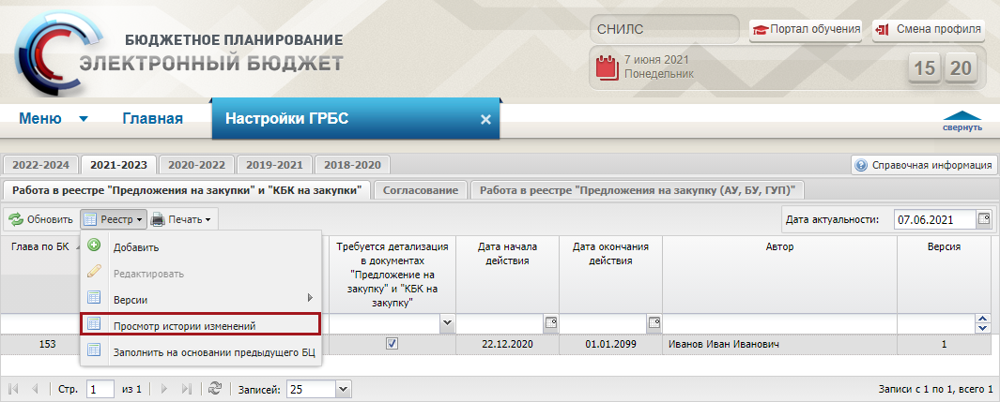 БЮДЖЕТНОЕ ПЛАНИРОВАНИЕ
ЭЛЕКТРОННЫЙ БЮДЖЕТ
СНИЛС
Портал обучения
Смена профиля
7 июня 2021
Понедельник
15 20
Меню
Главная
Настройки ГРБС
свернуть
2022-2024 2021-2023 2020-2022 2019-2021 2018-2020
Справочная информация
Работа в реестре "Предложения на закупки" и "КБК на закупки"
Согласование
Работа в реестре "Предложения на закупку (АУ, БУ, ГУП)"
Обновить
Реестр
Печать
Дата актуальности: 07.06.2021
Глава по БК
Требуется детализация
в документах
"Предложение на
закупку" и "КБК на
закупку"
Дата начала
действия
Дата окончания
действия
Автор
Версия
Добавить
Редактировать
Версии
Просмотр истории изменений
Заполнить на основании предыдущего БЦ
153 22.12.2020 01.01.2099 Иванов Иван Иванович 1
Стр. 1 из 1 Записей: 25 Записи с 1 по 1, всего 1